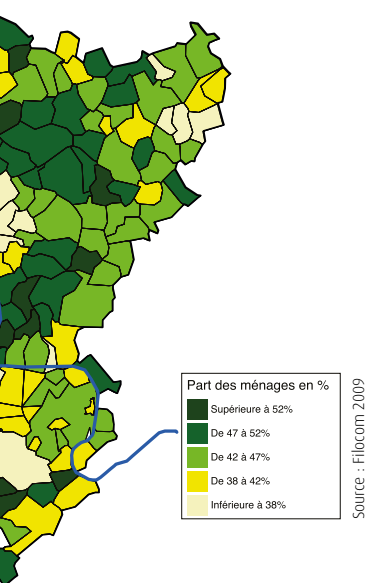 Part des ménages en %
Supérieure à 52%
De 47 à 52%
De 42 à 47%
De 38 à 42%
Inférieure à 38%
Source : Filocom 2009